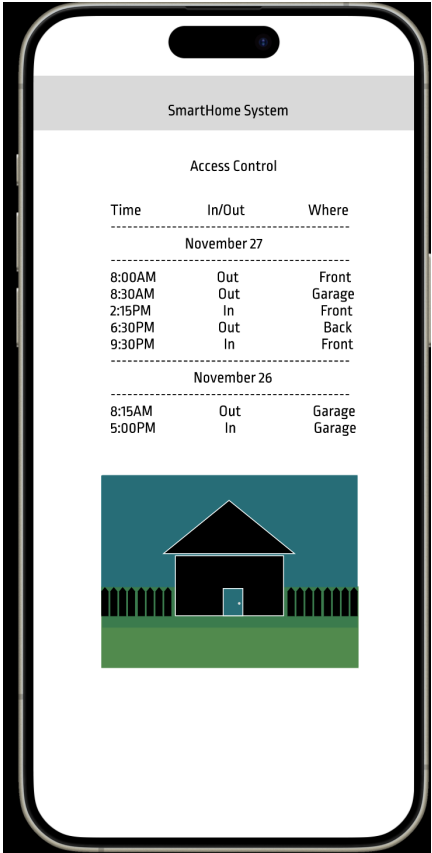 SmartHome System
Access Control
Time In/Out Where
------------------------------------
November 27
------------------------------------
8:00AM Out Front
8:30AM Out Garage
2:15PM In Front
6:30PM Out Back
9:30PM In Front
------------------------------------
November 26
------------------------------------
8:15AM Out Garage
5:00PM In Garage